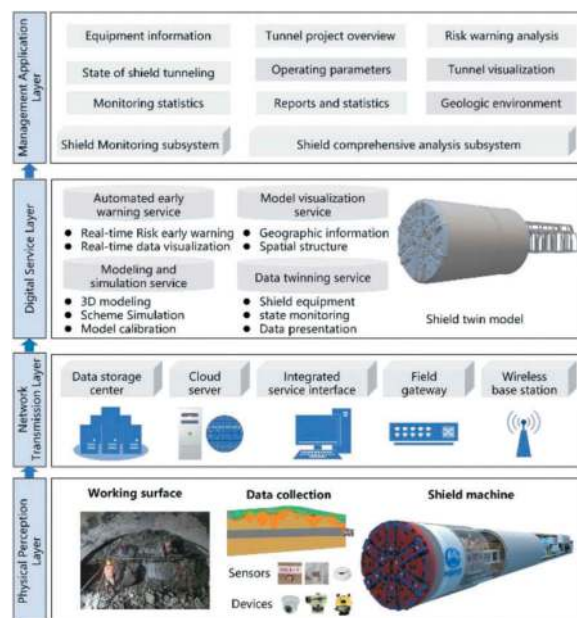 Management Application Layer
Equipment information
Tunnel project overview
Risk warning analysis
State of shield tunneling
Operating parameters
Tunnel visualization
Monitoring statistics
Reports and statistics
Geologic environment
Shield Monitoring subsystem
Shield comprehensive analysis subsystem
Digital Service Layer
Automated early
warning service
● Real-time Risk early warning
● Real-time data visualization
Model visualization
service
● Geographic information
● Spatial structure
Modeling and
simulation service
● 3D modeling
● Scheme Simulation
● Model calibration
Data twinning service
● Shield equipment
● state monitoring
● Data presentation
Shield twin model
Network
Transmission Layer
Data storage
center
Cloud
server
Integrated
service interface
Field
gateway
Wireless
base station
Physical Perception
Layer
Working surface
Data collection
Shield machine
Sensors
Devices